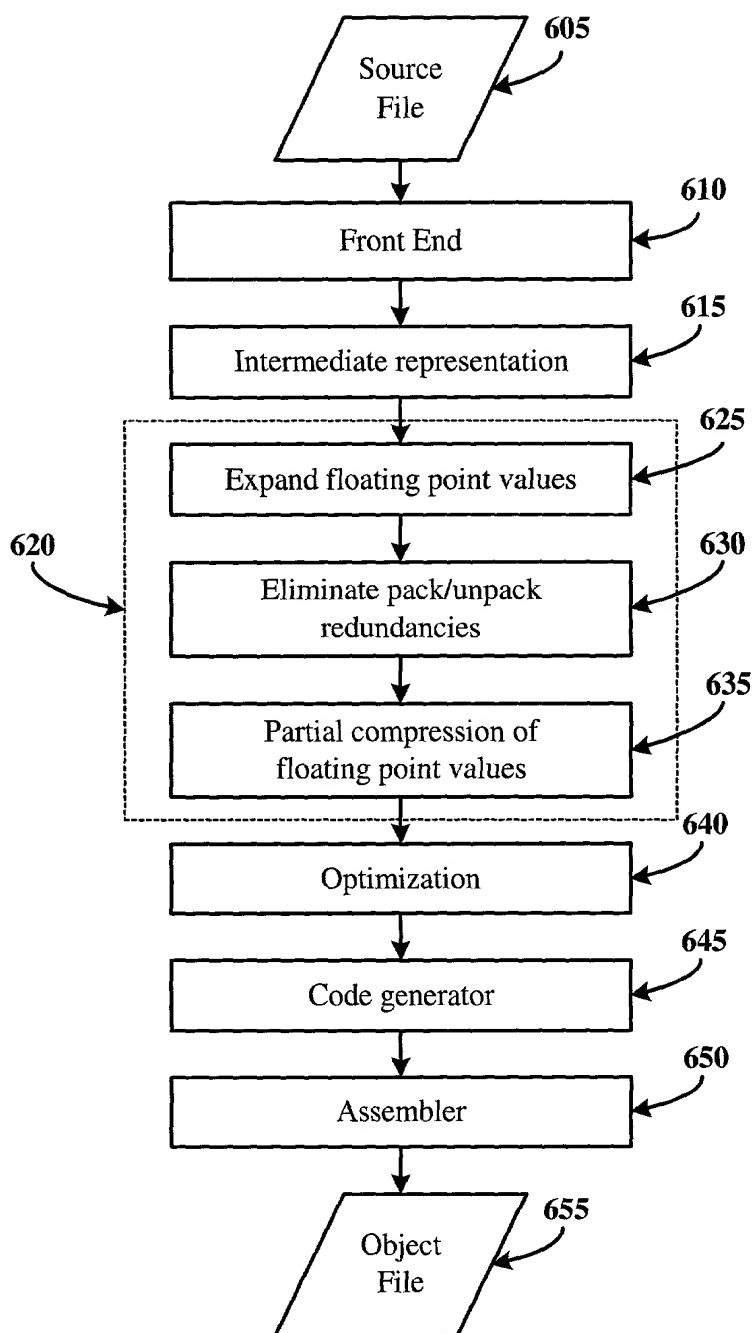 605
Source
File
610
Front End
615
Intermediate representation
625
Expand floating point values
620
630
Eliminate pack/unpack
redundancies
635
Partial compression of
floating point values
640
Optimization
645
Code generator
650
Assembler
655
Object
File